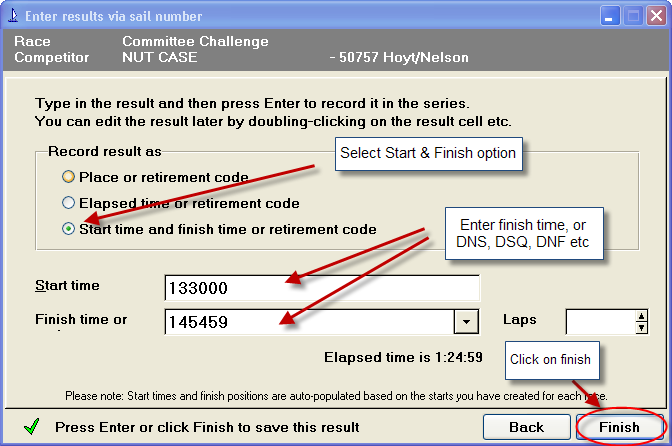 Enter results via sail number
Race Committee Challenge
Competitor NUT CASE - 50757 Hoyt/Nelson
Type in the result and then press Enter to record it in the series.
You can edit the result later by doubling-clicking on the result cell etc.
Record result as
Select Start & Finish option
Place or retirement code
Elapsed time or retirement code
Start time and finish time or retirement code
Enter finish time, or
DNS, DSQ, DNF etc
Start time 133000
Finish time or 145459 Laps
Elapsed time is 1:24:59
Click on finish
Please note: Start times and finish positions are auto-populated based on the starts you have created for each race.
Press Enter or click Finish to save this result
Back Finish